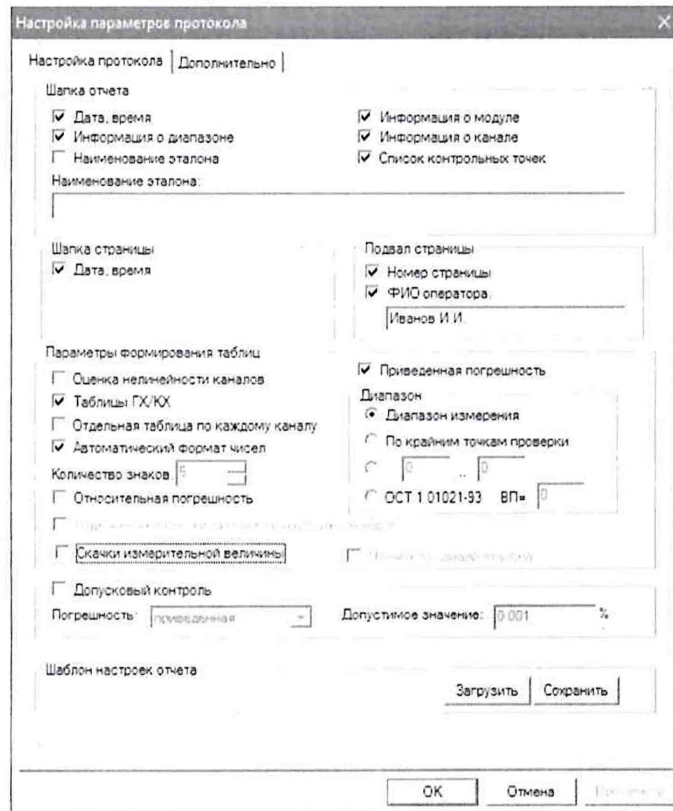 Настройка параметров протокола
Настройка протокола
Дополнительно
Шапка отчета
Дата, время
Информация о модуле
Информация о диапазоне
Информация о канале
Наименование эталона
Список контрольных точек
Наименование эталона:
Шапка страницы
Дата, время
Подвал страницы
Номер страницы
ФИО оператора:
Иванов И.И.
Параметры формирования таблиц
Оценка нелинейности каналов
Таблицы ГХ/КХ
Отдельная таблица по каждому каналу
Автоматический формат чисел
Количество знаков: 5
Относительная погрешность
Скачки измерительной величины
Приведенная погрешность
Диапазон
Диапазон измерения
По крайним точкам проверки
0 .. 0
ОСТ 1 01021-93 ВП= 0
Допусковый контроль
Погрешность: приведенная
Допустимое значение: 0.001 %
Шаблон настроек отчета
Загрузить
Сохранить
OK
Отмена